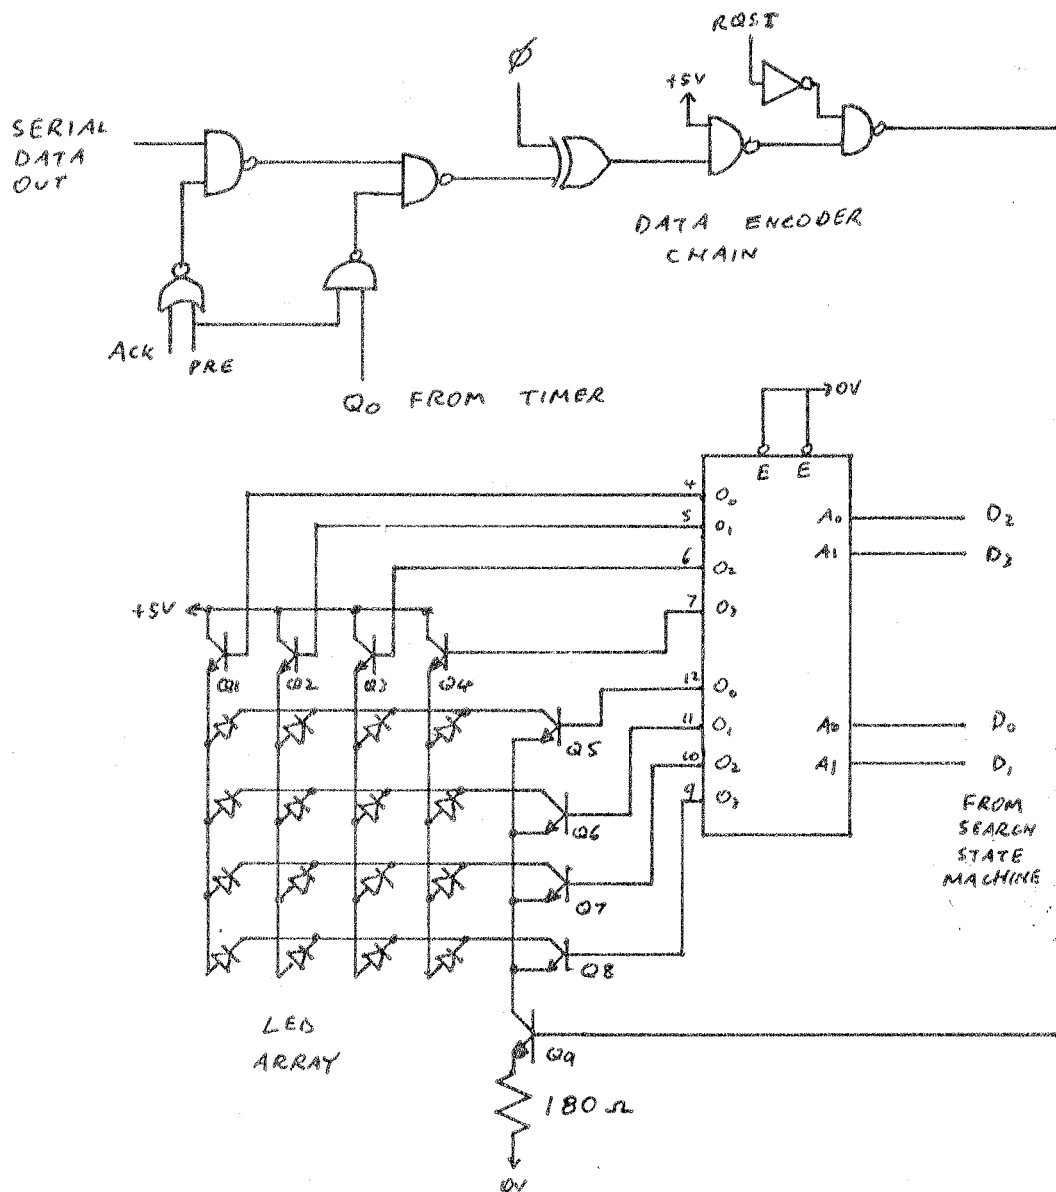 RQST
Ø
+5V
SERIAL
DATA
OUT
DATA ENCODER
CHAIN
ACK
PRE
Q0 FROM TIMER
0V
E E
4 O0
5 O1
6 O2
7 O3
A0 D2
A1 D3
+5V
Q1 Q2 Q3 Q4
12 O0
11 O1
10 O2
9 O3
A0 D0
A1 D1
Q5
Q6
Q7
Q8
FROM
SEARCH
STATE
MACHINE
LED
ARRAY
Q9
180 Ω
0V